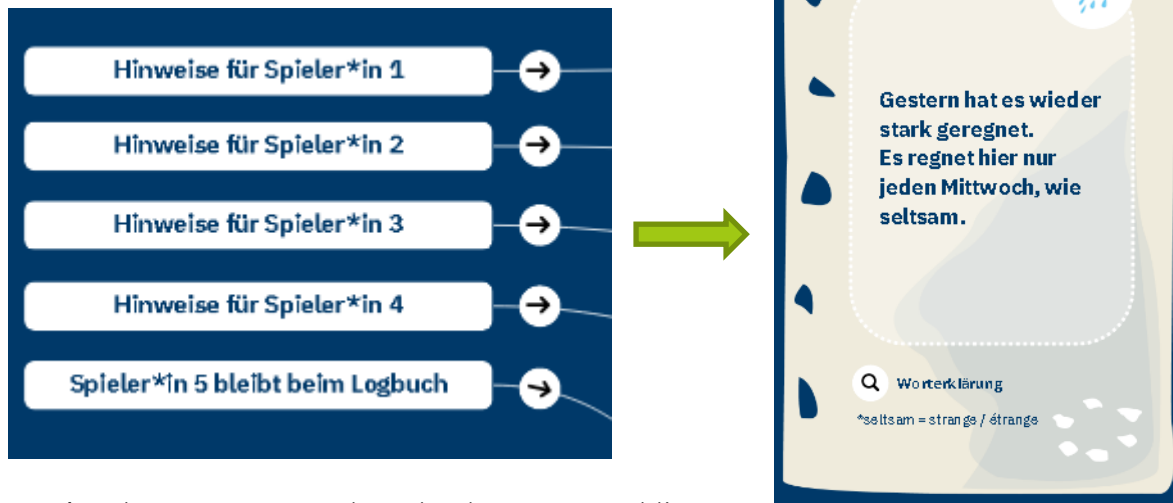 Hinweise für Spieler*in 1
Hinweise für Spieler*in 2
Hinweise für Spieler*in 3
Hinweise für Spieler*in 4
Spieler*in 5 bleibt beim Logbuch
Gestern hat es wieder
stark geregnet.
Es regnet hier nur
jeden Mittwoch, wie
seltsam.
Worterklärung
*seltsam = strange / étrange